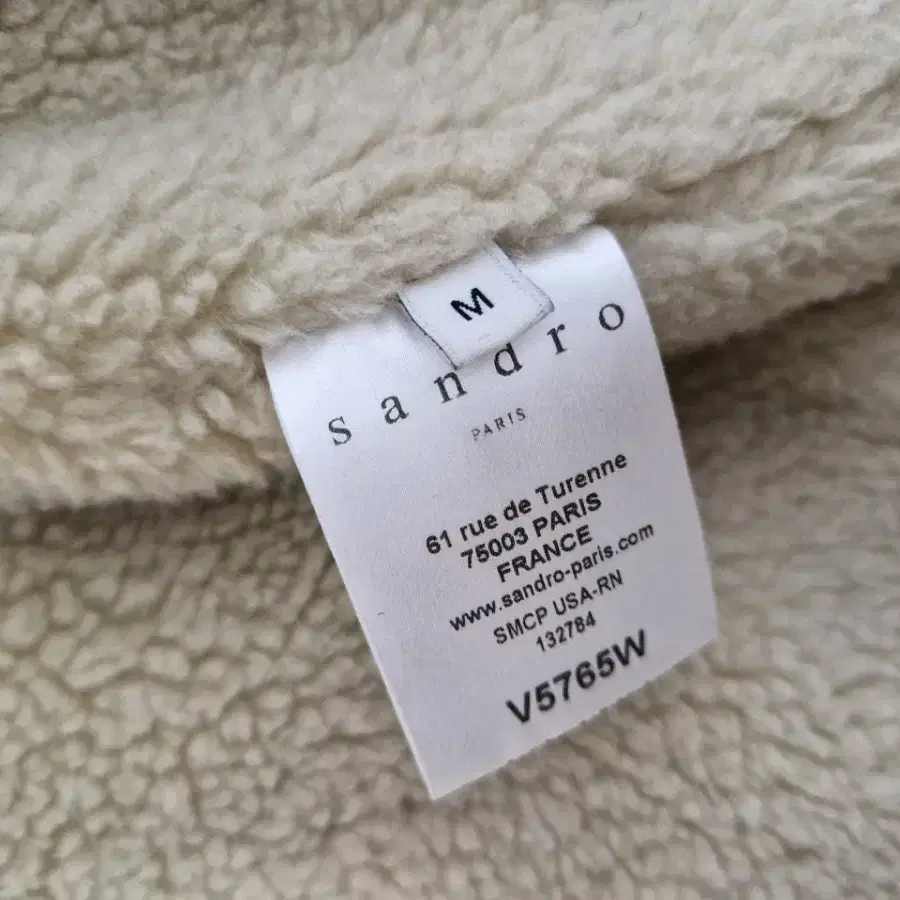 M
sandro
PARIS
61 rue de Turenne
75003 PARIS
FRANCE
www.sandro-paris.com
SMCP USA-RN
132784
V5765W